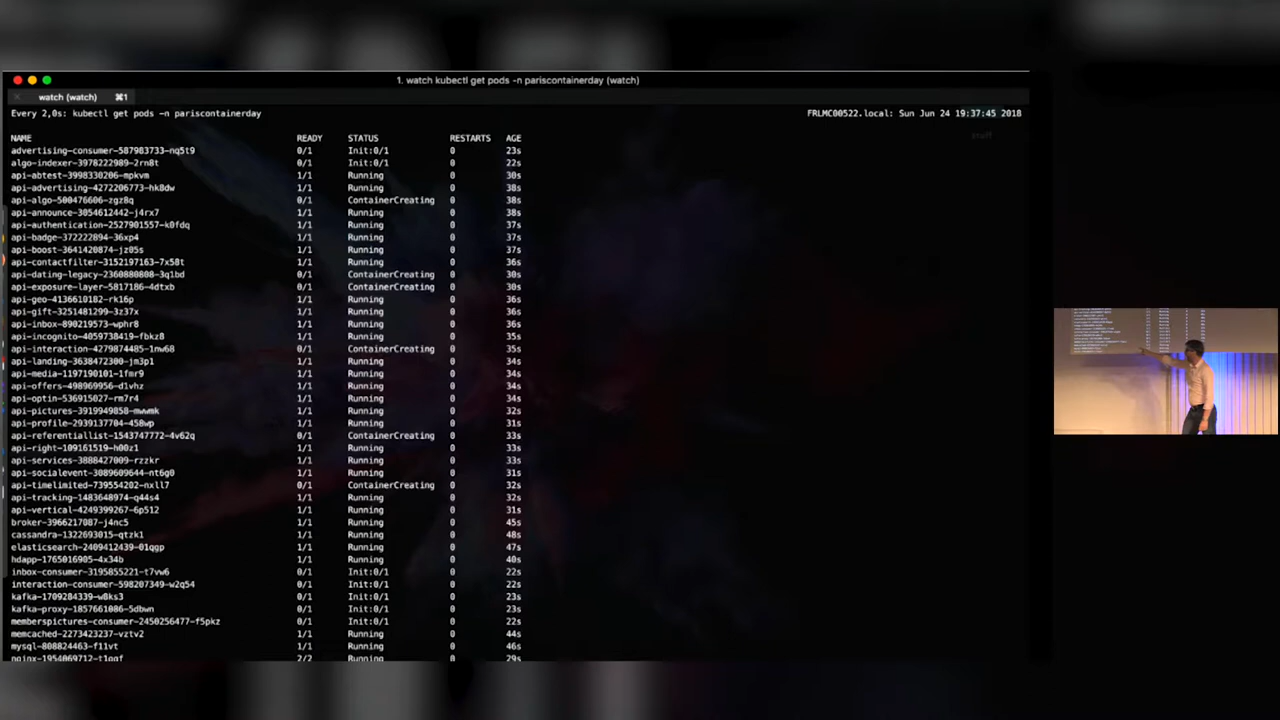 1. watch kubectl get pods -n pariscontainerday (watch)
watch (watch) ⌘1
Every 2,0s: kubectl get pods -n pariscontainerday FRLMC00522.local: Sun Jun 24 19:37:45 2018
NAME READY STATUS RESTARTS AGE
advertising-consumer-587983733-nq5t9 0/1 Init:0/1 0 23s
algo-indexer-3978222989-2rn8t 0/1 Init:0/1 0 22s
api-abtest-3998330206-mpkvm 1/1 Running 0 30s
api-advertising-4272206773-hk8dw 1/1 Running 0 38s
api-algo-500476606-zgz8q 0/1 ContainerCreating 0 38s
api-announce-3054612442-j4rx7 1/1 Running 0 38s
api-authentication-2527901557-k0fdq 1/1 Running 0 37s
api-badge-372222894-36xp4 1/1 Running 0 37s
api-boost-3641420874-jz05s 1/1 Running 0 37s
api-contactfilter-3152197163-7x58t 1/1 Running 0 36s
api-dating-legacy-2360880808-3q1bd 0/1 ContainerCreating 0 30s
api-exposure-layer-5817186-4dtxb 0/1 ContainerCreating 0 30s
api-geo-4136610182-rk16p 1/1 Running 0 36s
api-gift-3251481299-3z37x 1/1 Running 0 36s
api-inbox-890219573-wphr8 1/1 Running 0 36s
api-incognito-4059738419-fbkz8 1/1 Running 0 35s
api-interaction-4279874485-1nw68 0/1 ContainerCreating 0 35s
api-landing-3638472300-jm3p1 1/1 Running 0 34s
api-media-1197190101-1fmr9 1/1 Running 0 34s
api-offers-498969956-d1vhz 1/1 Running 0 34s
api-optin-536915027-rm7r4 1/1 Running 0 34s
api-pictures-3919949858-mwwmk 1/1 Running 0 32s
api-profile-2939137704-458wp 1/1 Running 0 31s
api-referentiallist-1543747772-4v62q 0/1 ContainerCreating 0 33s
api-right-109161519-h00z1 1/1 Running 0 33s
api-services-3888427009-rzzkr 1/1 Running 0 33s
api-socialevent-3089609644-nt6g0 1/1 Running 0 31s
api-timelimited-739554202-nxll7 0/1 ContainerCreating 0 32s
api-tracking-1483648974-q44s4 1/1 Running 0 32s
api-vertical-4249399267-6p512 1/1 Running 0 31s
broker-3966217087-j4nc5 1/1 Running 0 45s
cassandra-1322693015-qtzk1 1/1 Running 0 48s
elasticsearch-2409412439-01qgp 1/1 Running 0 47s
hdapp-1765016905-4x34b 1/1 Running 0 40s
inbox-consumer-3195855221-t7vw6 0/1 Init:0/1 0 22s
interaction-consumer-598207349-w2q54 0/1 Init:0/1 0 22s
kafka-1709284339-w8ks3 0/1 Init:0/1 0 23s
kafka-proxy-1857661086-5dbwn 0/1 Init:0/1 0 23s
memberspictures-consumer-2450256477-f5pkz 0/1 Init:0/1 0 22s
memcached-2273423237-vztv2 1/1 Running 0 44s
mysql-808824463-f11vt 1/1 Running 0 46s
nginx-1954069712-t1gqf 2/2 Running 0 29s